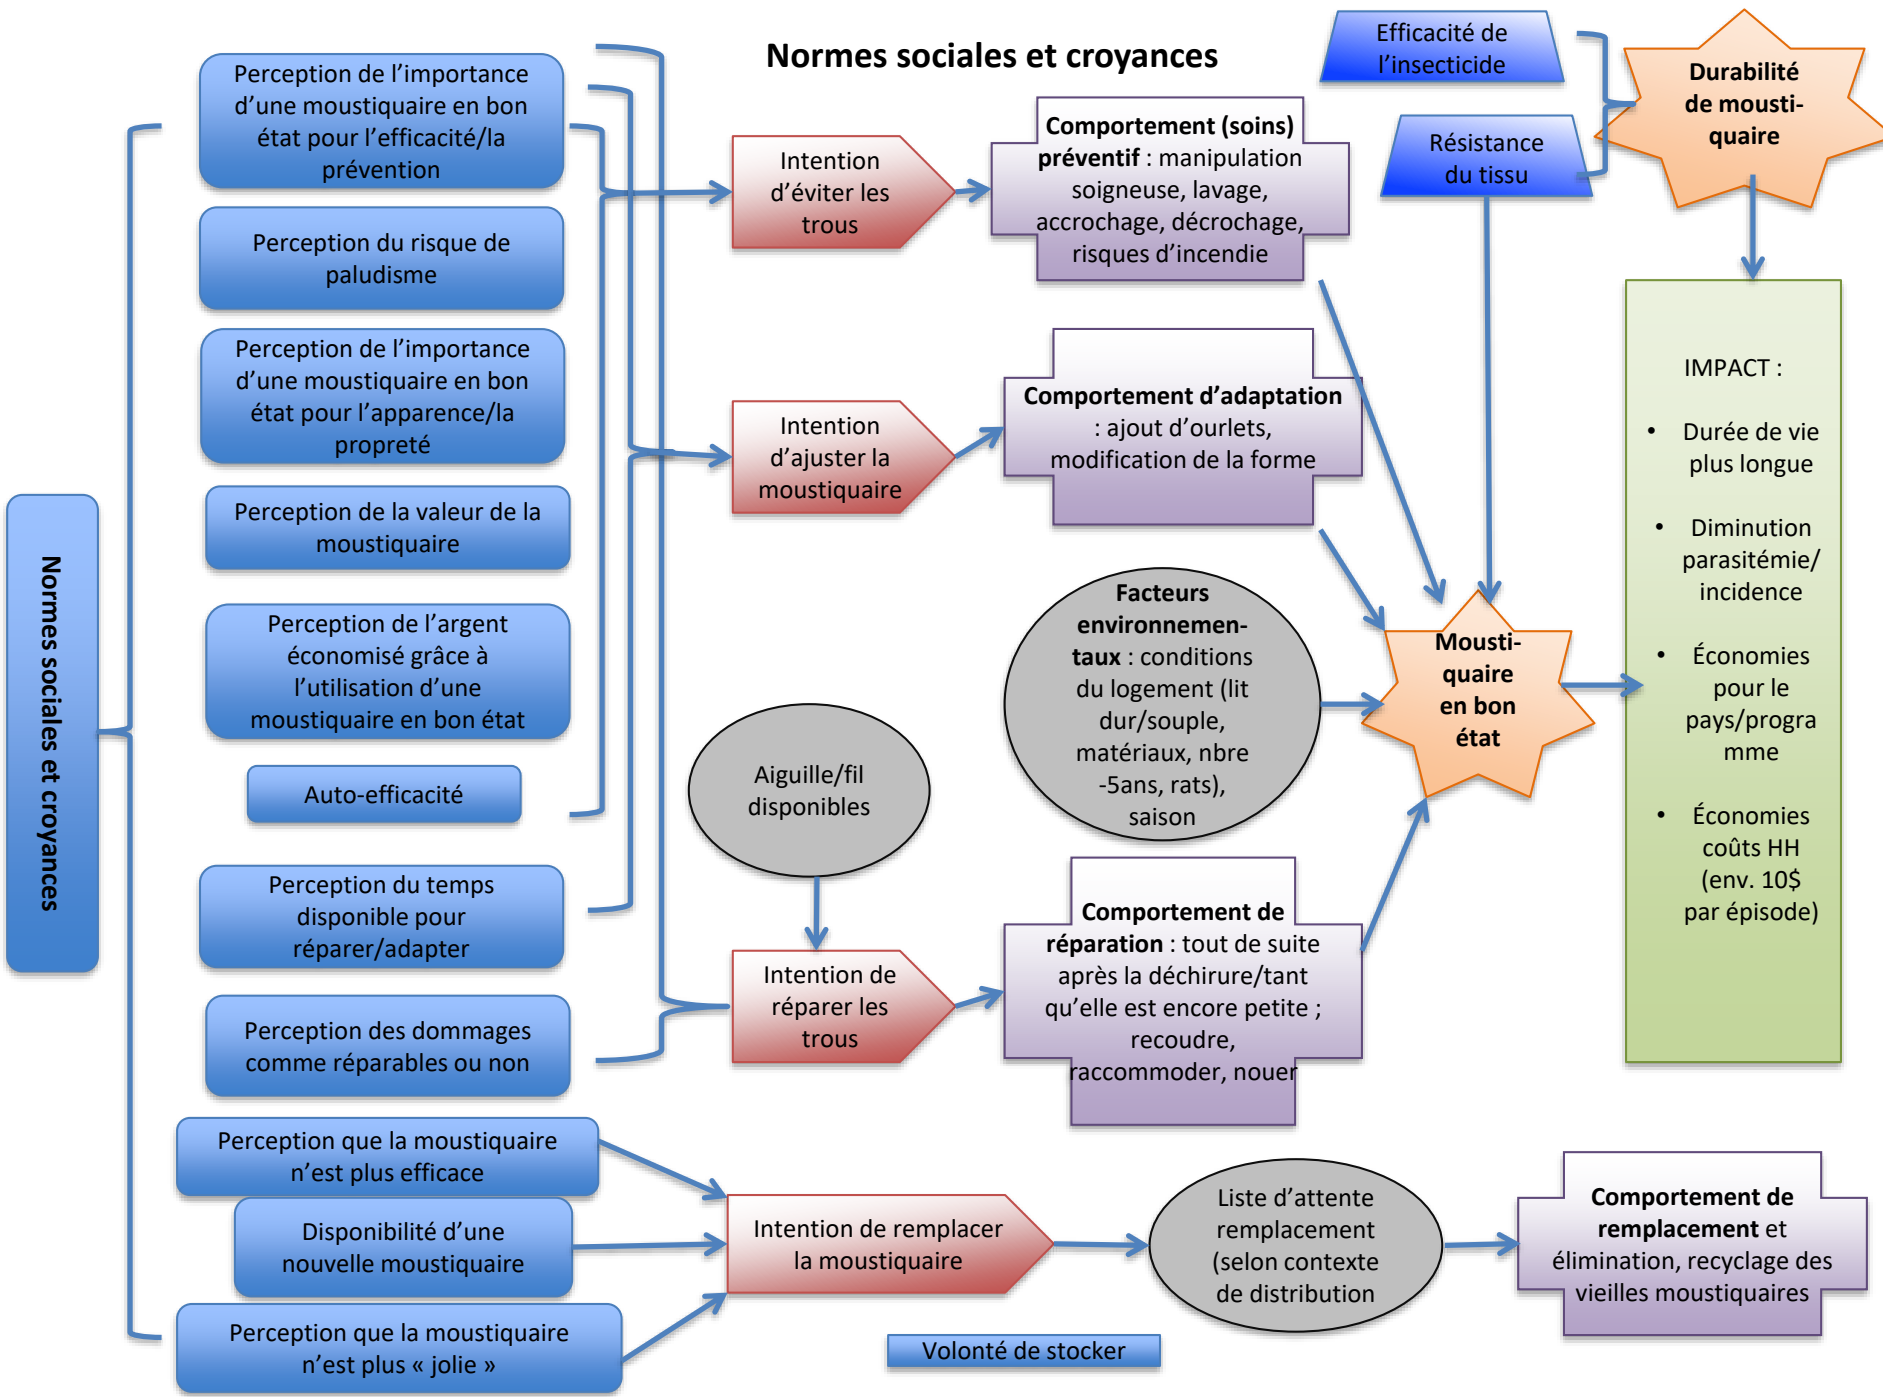 Normes sociales et croyances
Normes sociales et croyances
Perception de l'importance
d'une moustiquaire en bon
état pour l'efficacité/la
prévention
Perception du risque de
paludisme
Perception de l'importance
d'une moustiquaire en bon
état pour l'apparence/la
propreté
Perception de la valeur de la
moustiquaire
Perception de l'argent
économisé grâce à
l'utilisation d'une
moustiquaire en bon état
Auto-efficacité
Perception du temps
disponible pour
réparer/adapter
Perception des dommages
comme réparables ou non
Perception que la moustiquaire
n'est plus efficace
Disponibilité d'une
nouvelle moustiquaire
Perception que la moustiquaire
n'est plus « jolie »
Intention
d'éviter les
trous
Intention
d'ajuster la
moustiquaire
Aiguille/fil
disponibles
Intention de
réparer les
trous
Intention de remplacer
la moustiquaire
Volonté de stocker
Comportement (soins)
préventif : manipulation
soigneuse, lavage,
accrochage, décrochage,
risques d'incendie
Comportement d'adaptation
: ajout d'ourlets,
modification de la forme
Facteurs
environnemen-
taux : conditions
du logement (lit
dur/souple,
matériaux, nbre
-5ans, rats),
saison
Comportement de
réparation : tout de suite
après la déchirure/tant
qu'elle est encore petite ;
recoudre,
raccommoder, nouer
Liste d'attente
remplacement
(selon contexte
de distribution
Comportement de
remplacement et
élimination, recyclage des
vieilles moustiquaires
Efficacité de
l'insecticide
Résistance
du tissu
Durabilité
de mousti-
quaire
Mousti-
quaire
en bon
état
IMPACT :
• Durée de vie
plus longue
• Diminution
parasitémie/
incidence
• Économies
pour le
pays/progra
mme
• Économies
coûts HH
(env. 10$
par épisode)